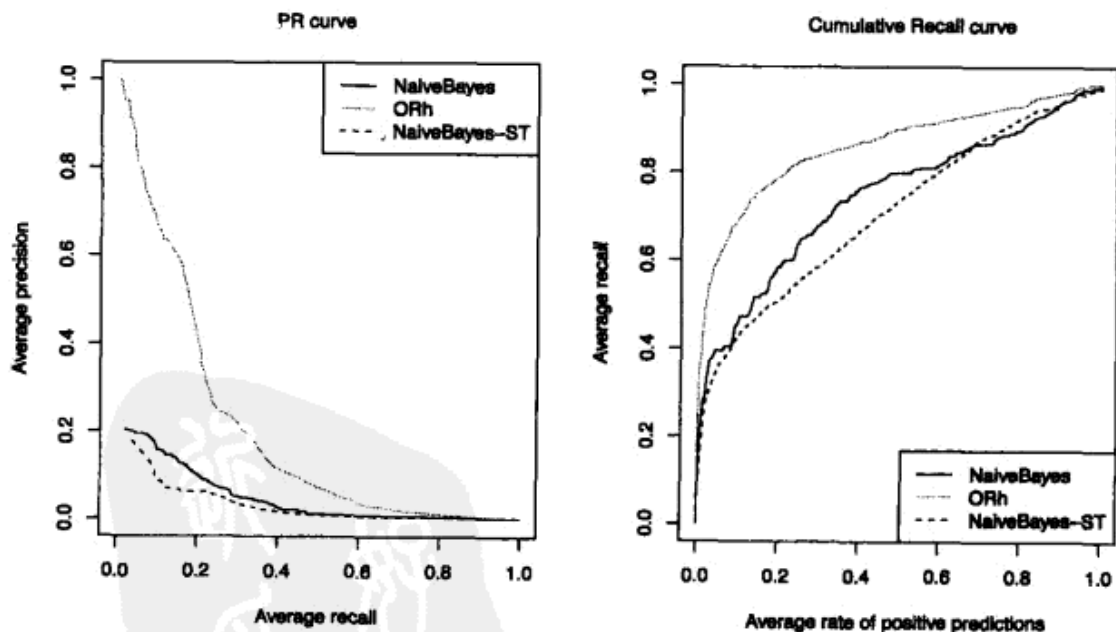 PR curve
NaiveBayes
ORh
NaiveBayes-ST
1.0
0.8
0.6
0.4
0.2
0.0
Average precision
0.0 0.2 0.4 0.6 0.8 1.0
Average recall
Cumulative Recall curve
1.0
0.8
0.6
0.4
0.2
0.0
Average recall
NaiveBayes
ORh
NaiveBayes-ST
0.0 0.2 0.4 0.6 0.8 1.0
Average rate of positive predictions